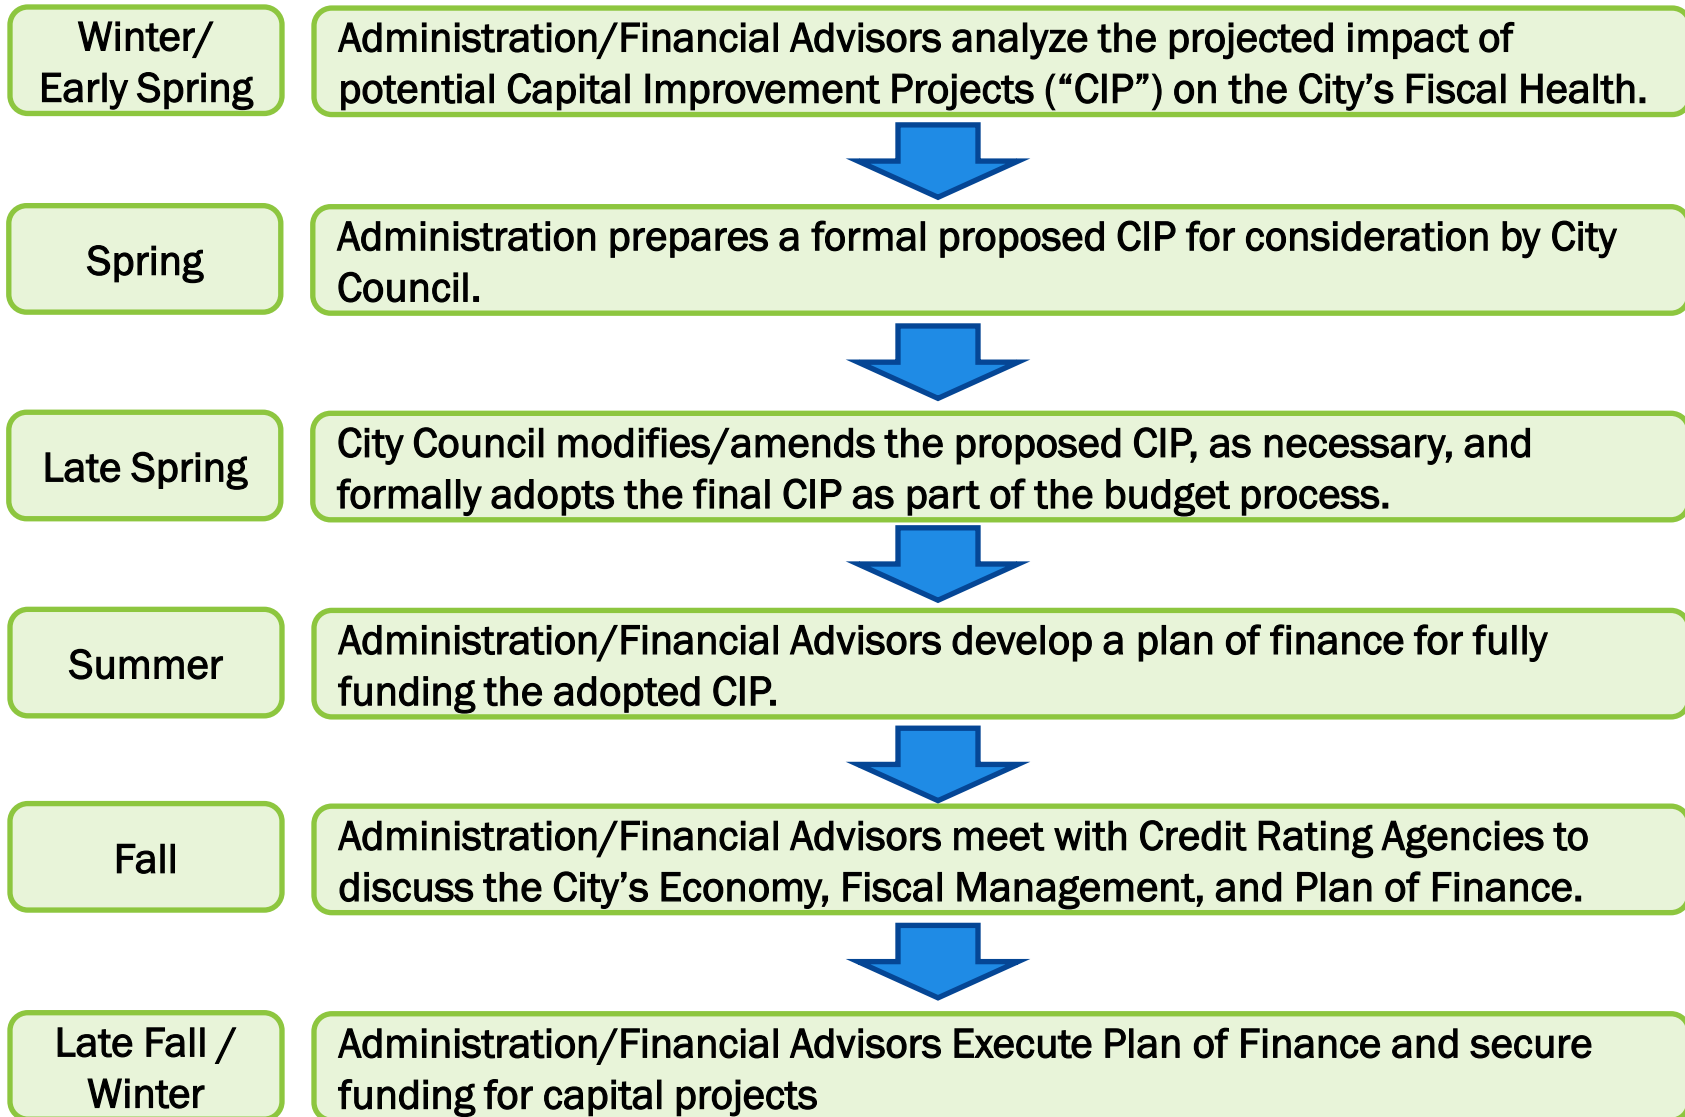 Winter/
Early Spring
Administration/Financial Advisors analyze the projected impact of
potential Capital Improvement Projects (“CIP”) on the City’s Fiscal Health.
Spring
Administration prepares a formal proposed CIP for consideration by City
Council.
Late Spring
City Council modifies/amends the proposed CIP, as necessary, and
formally adopts the final CIP as part of the budget process.
Summer
Administration/Financial Advisors develop a plan of finance for fully
funding the adopted CIP.
Fall
Administration/Financial Advisors meet with Credit Rating Agencies to
discuss the City’s Economy, Fiscal Management, and Plan of Finance.
Late Fall /
Winter
Administration/Financial Advisors Execute Plan of Finance and secure
funding for capital projects